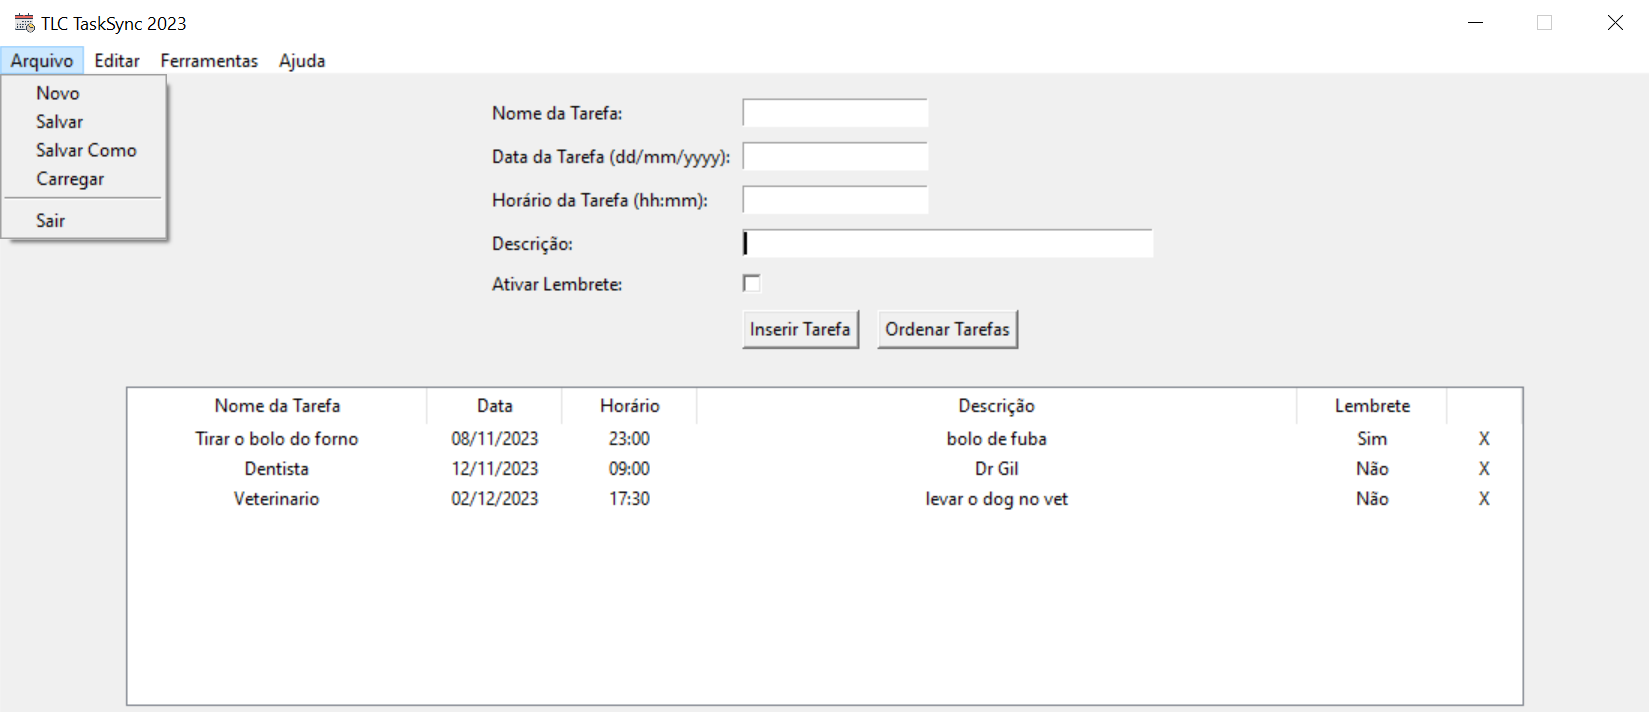 TLC TaskSync 2023
Arquivo Editar Ferramentas Ajuda
Novo
Salvar
Salvar Como
Carregar
Sair
Nome da Tarefa:
Data da Tarefa (dd/mm/yyyy):
Horário da Tarefa (hh:mm):
Descrição:
Ativar Lembrete:
Inserir Tarefa Ordenar Tarefas
Nome da Tarefa Data Horário Descrição Lembrete
Tirar o bolo do forno 08/11/2023 23:00 bolo de fuba Sim X
Dentista 12/11/2023 09:00 Dr Gil Não X
Veterinario 02/12/2023 17:30 levar o dog no vet Não X